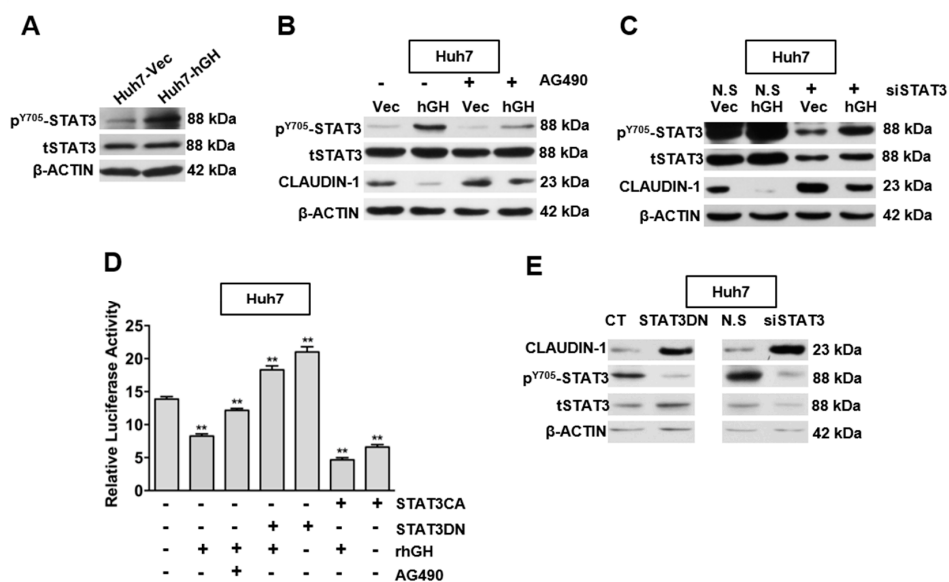 A
Huh7-Vec
Huh7-hGH
pY705-STAT3 88 kDa
tSTAT3 88 kDa
β-ACTIN 42 kDa
B
Huh7
- - + + AG490
Vec hGH Vec hGH
pY705-STAT3 88 kDa
tSTAT3 88 kDa
CLAUDIN-1 23 kDa
β-ACTIN 42 kDa
C
Huh7
N.S N.S + + siSTAT3
Vec hGH Vec hGH
pY705-STAT3 88 kDa
tSTAT3 88 kDa
CLAUDIN-1 23 kDa
β-ACTIN 42 kDa
D
Huh7
Relative Luciferase Activity
25
20
15
10
5
0
** ** ** ** ** **
- - - - - + + STAT3CA
- - - + + - - STAT3DN
- + + + - + - rhGH
- - + - - - - AG490
E
Huh7
CT STAT3DN N.S siSTAT3
CLAUDIN-1 23 kDa
pY705-STAT3 88 kDa
tSTAT3 88 kDa
β-ACTIN 42 kDa